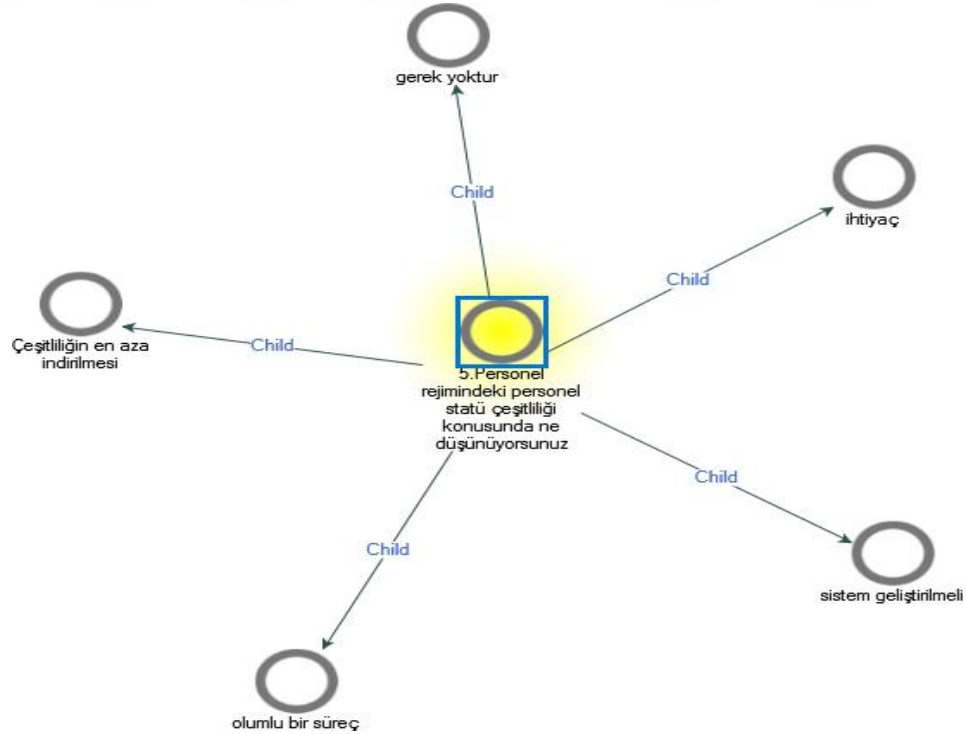 gerek yoktur
Child
ihtiyaç
Child
Çeşitliliğin en aza
indirilmesi
Child
5.Personel
rejimindeki personel
statü çeşitliliği
konusunda ne
düşünüyorsunuz
Child
sistem geliştirilmeli
Child
olumlu bir süreç